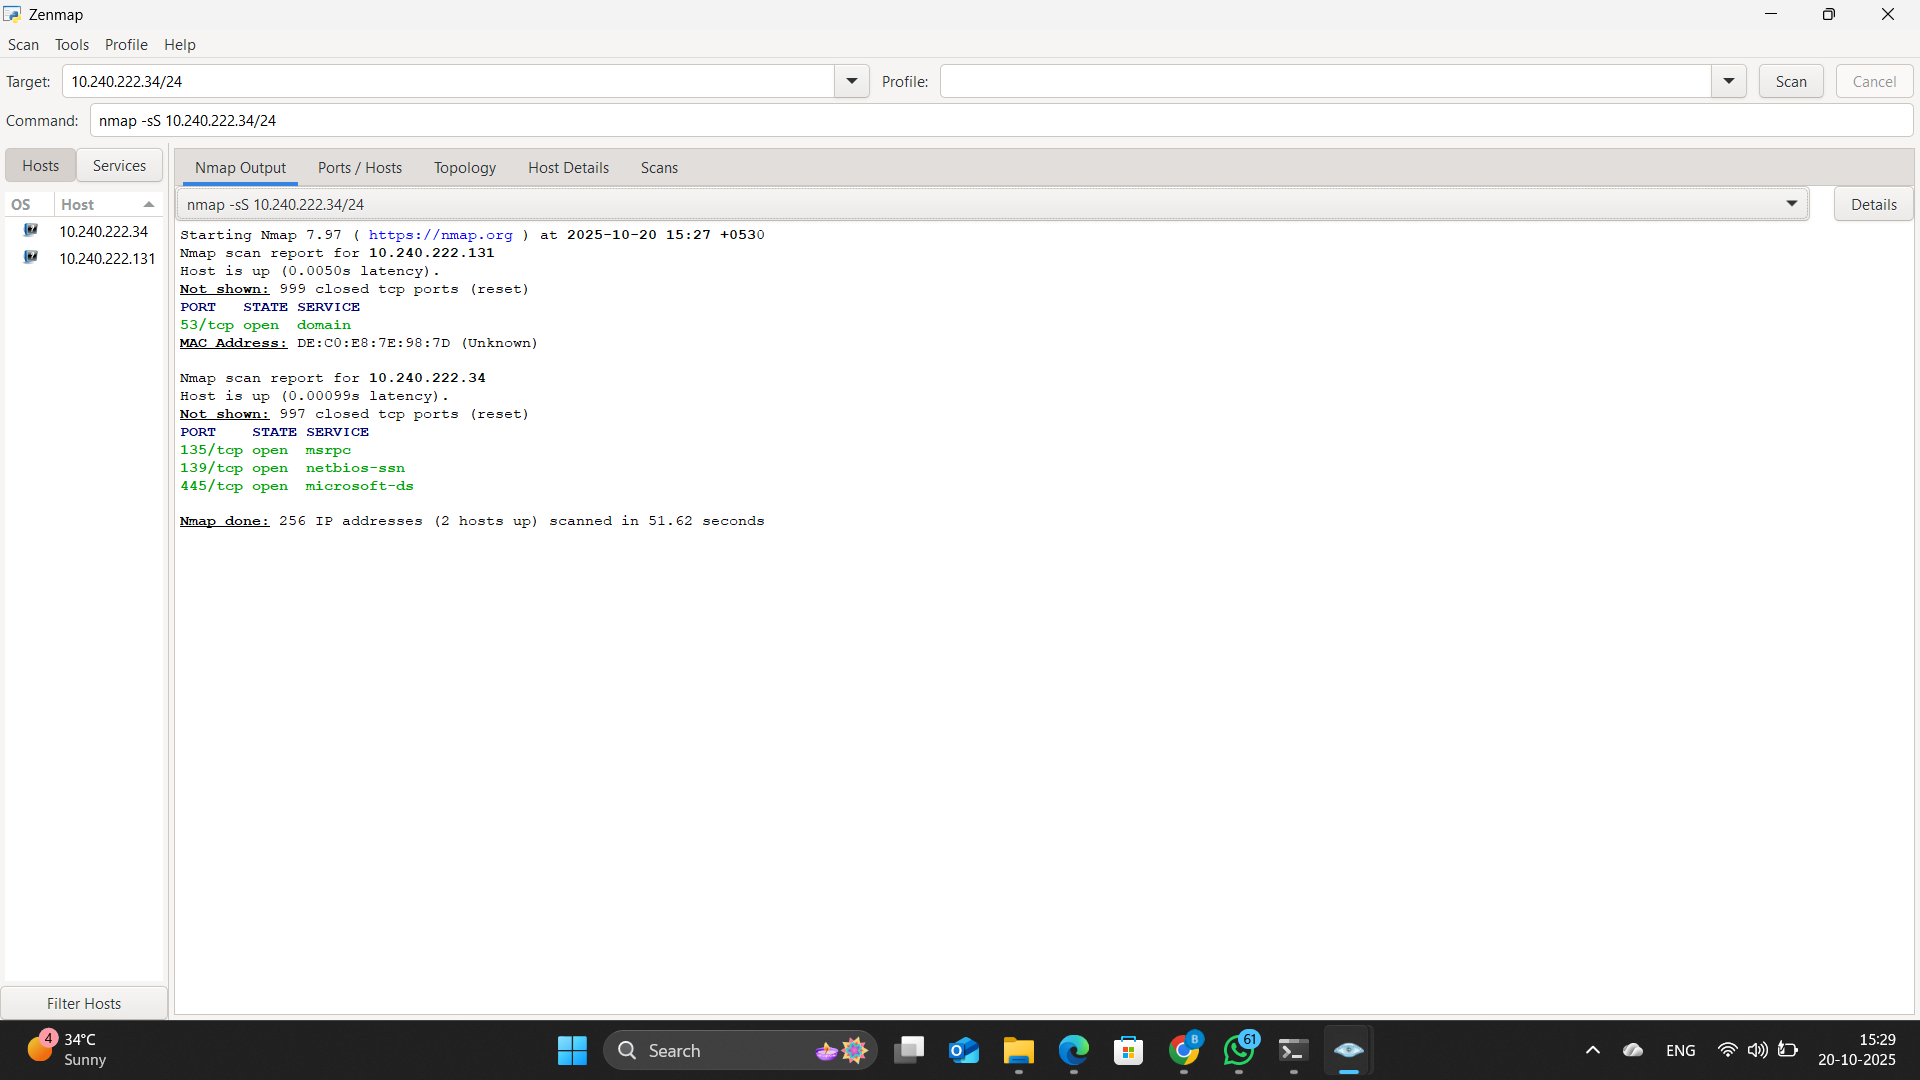 Zenmap
Scan Tools Profile Help
Target: 10.240.222.34/24 Profile: Scan Cancel
Command: nmap -sS 10.240.222.34/24
Hosts Services
Nmap Output Ports / Hosts Topology Host Details Scans
OS Host
nmap -sS 10.240.222.34/24 Details
10.240.222.34
10.240.222.131
Starting Nmap 7.97 ( https://nmap.org ) at 2025-10-20 15:27 +0530
Nmap scan report for 10.240.222.131
Host is up (0.0050s latency).
Not shown: 999 closed tcp ports (reset)
PORT STATE SERVICE
53/tcp open domain
MAC Address: DE:C0:E8:7E:98:7D (Unknown)
Nmap scan report for 10.240.222.34
Host is up (0.00099s latency).
Not shown: 997 closed tcp ports (reset)
PORT STATE SERVICE
135/tcp open msrpc
139/tcp open netbios-ssn
445/tcp open microsoft-ds
Nmap done: 256 IP addresses (2 hosts up) scanned in 51.62 seconds
Filter Hosts
4
34°C
Sunny
Search
B
61
ENG
15:29
20-10-2025